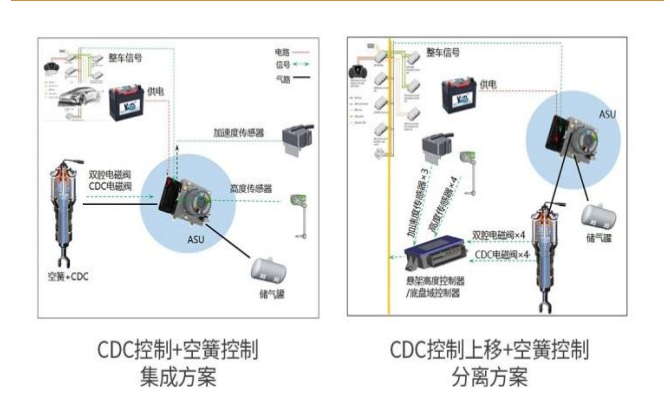 整车信号
电路
信号
气路
供电
加速度传感器
双腔电磁阀
CDC电磁阀
高度传感器
ASU
空簧+CDC
储气罐
CDC控制+空簧控制
集成方案
整车信号
供电
ASU
加速度传感器×3
高度传感器×4
储气罐
双腔电磁阀×4
CDC电磁阀×4
悬架高度控制器
/底盘域控制器
CDC控制上移+空簧控制
分离方案